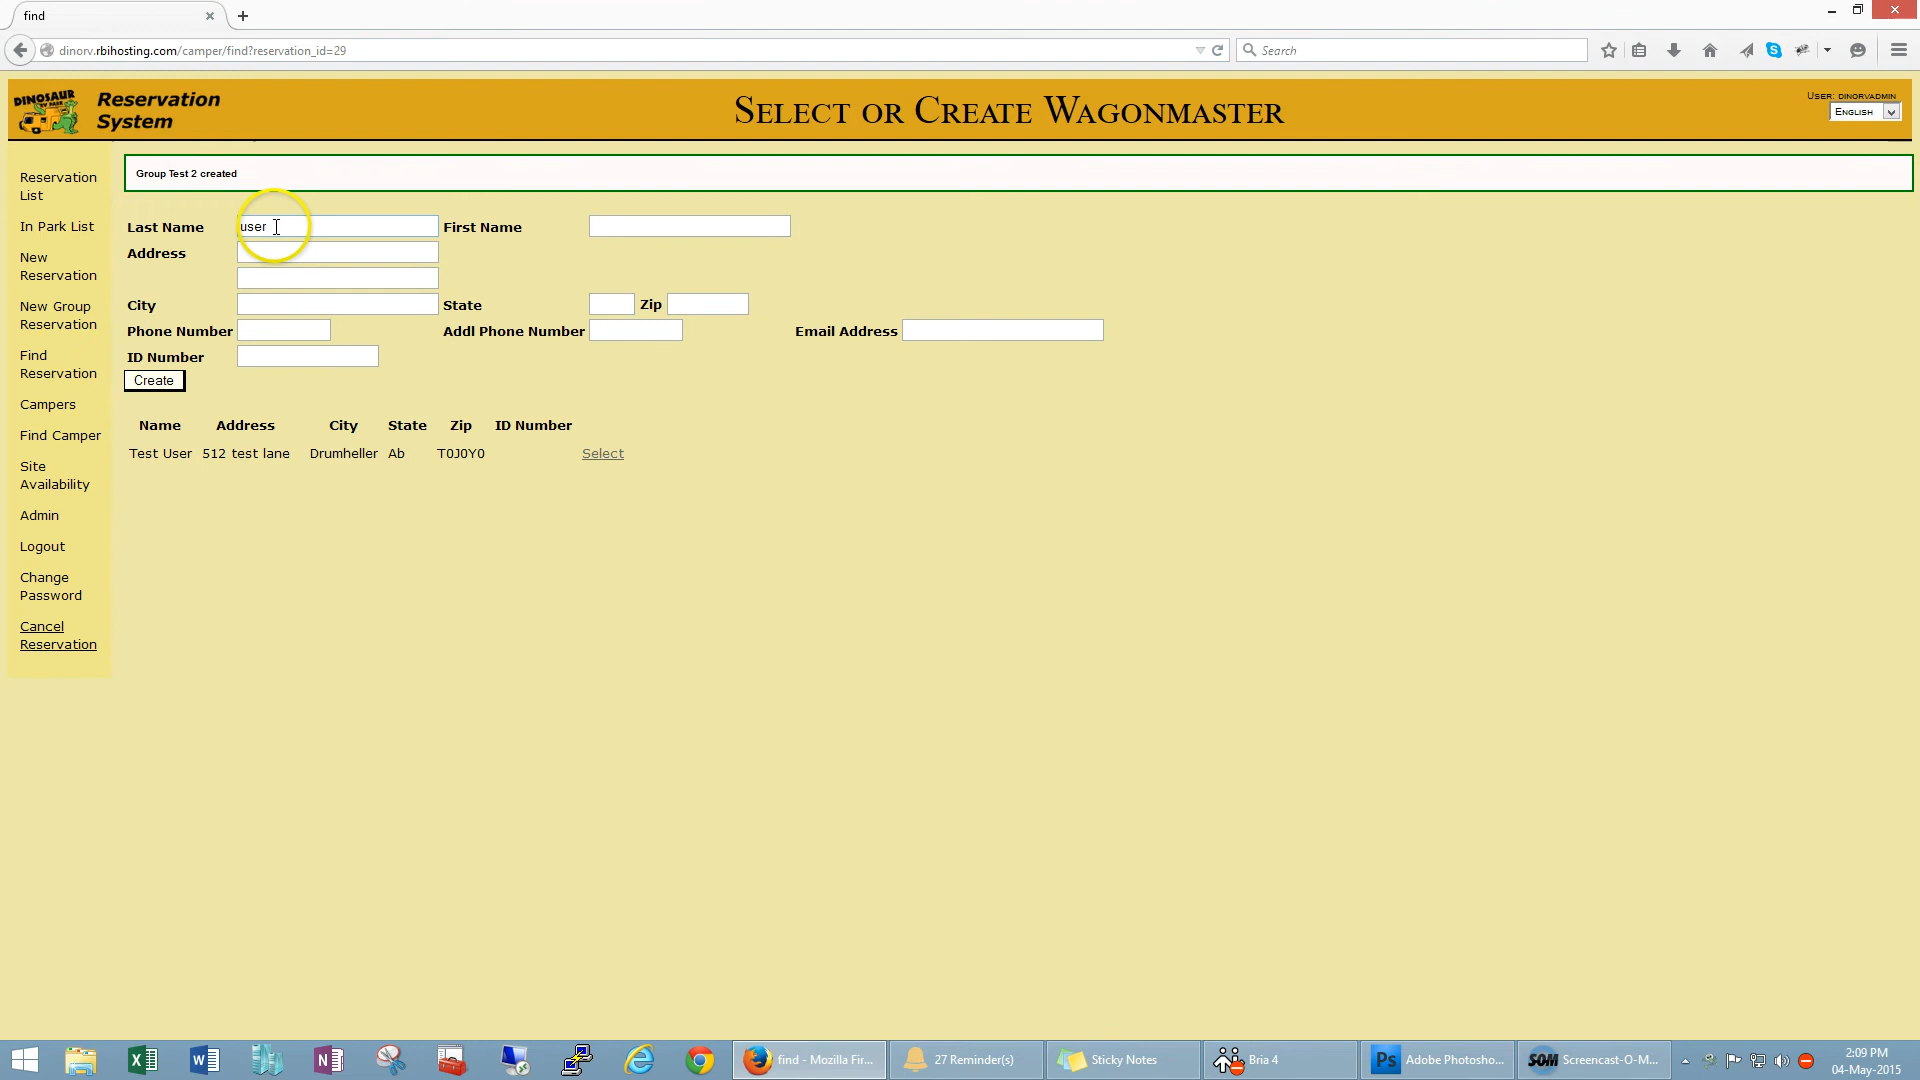 find
dinorv.rbihosting.com/camper/find?reservation_id=29
Search
DINOSAUR
RV PARK
Reservation
System
Select or Create Wagonmaster
User: dinorvadmin
English
Reservation
List
In Park List
New
Reservation
New Group
Reservation
Find
Reservation
Campers
Find Camper
Site
Availability
Admin
Logout
Change
Password
Cancel
Reservation
Group Test 2 created
Last Name user First Name
Address
City State Zip
Phone Number Addl Phone Number Email Address
ID Number
Create
Name Address City State Zip ID Number
Test User 512 test lane Drumheller Ab T0J0Y0 Select
find - Mozilla Fir...
27 Reminder(s)
Sticky Notes
Bria 4
Ps Adobe Photosho...
SOM Screencast-O-M...
2:09 PM
04-May-2015